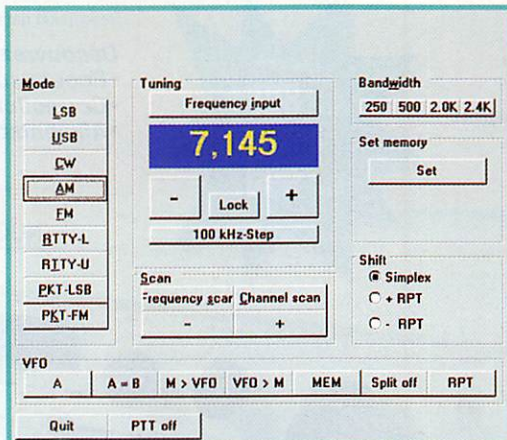 Mode
LSB
USB
CW
AM
FM
RTTY-L
RTTY-U
PKT-LSB
PKT-FM
Tuning
Frequency input
7,145
-
Lock
+
100 kHz-Step
Scan
Frequency scar
Channel scan
-
+
Bandwidth
250 500 2.0K 2.4K
Set memory
Set
Shift
Simplex
+ RPT
- RPT
VFO
A
A = B
M > VFO
VFO > M
MEM
Split off
RPT
Quit
PTT off